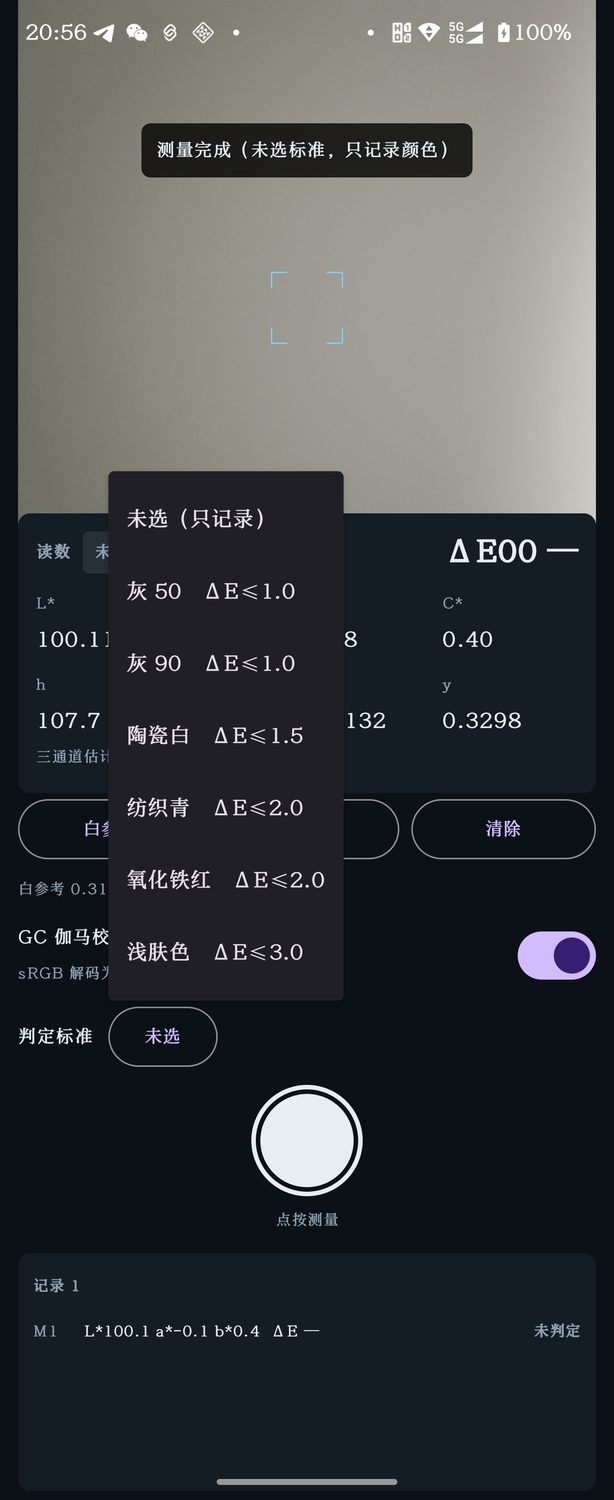 20:56
5G
5G
100%
测量完成（未选标准，只记录颜色）
未选（只记录）
读数 未
ΔE00 —
灰 50 ΔE≤1.0
L*
C*
100.11
8
0.40
灰 90 ΔE≤1.0
h
y
107.7
132
0.3298
陶瓷白 ΔE≤1.5
三通道估计
纺织青 ΔE≤2.0
白参
清除
氧化铁红 ΔE≤2.0
白参考 0.31
GC 伽马校
浅肤色 ΔE≤3.0
sRGB 解码为
判定标准 未选
点按测量
记录 1
M1 L*100.1 a*-0.1 b*0.4 ΔE — 未判定